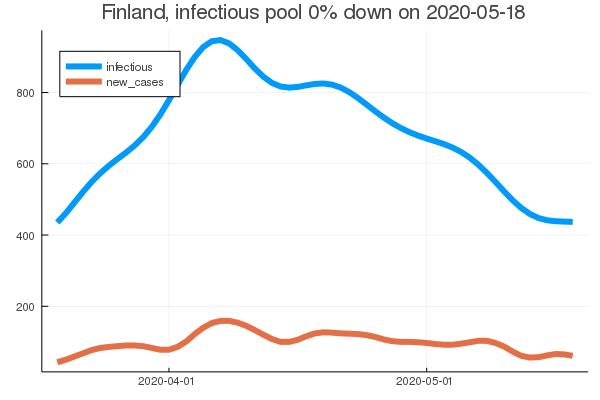 Finland, infectious pool 0% down on 2020-05-18
infectious
new_cases
800
600
400
200
2020-04-01
2020-05-01